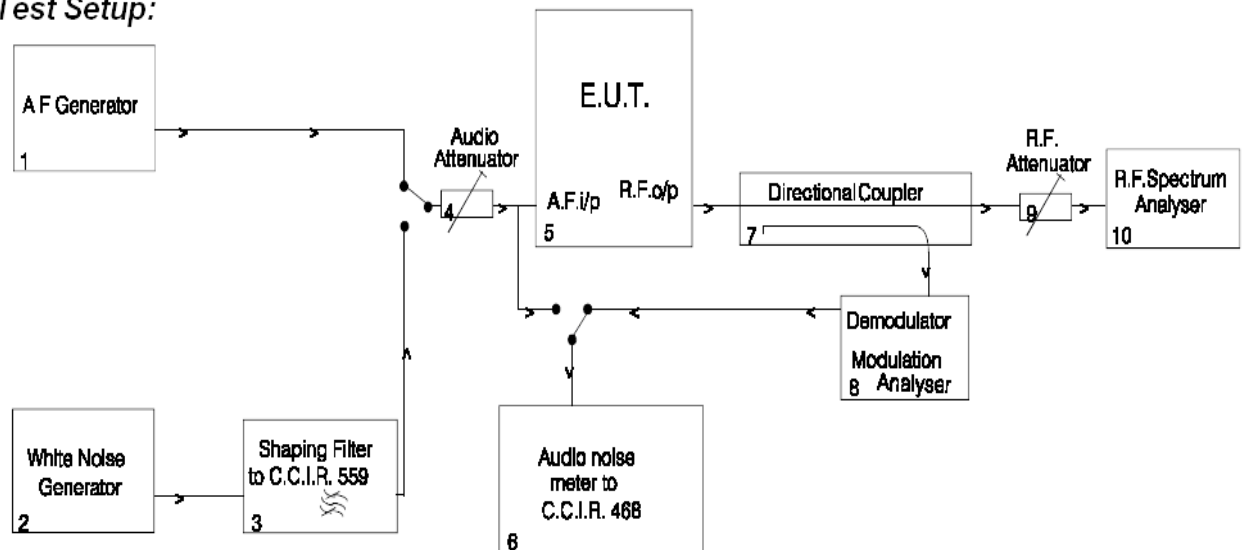 Test Setup:
A F Generator
1
Audio
Attenuator
4
E.U.T.
A.F.i/p
R.F.o/p
5
Directional Coupler
7
R.F.
Attenuator
9
R.F.Spectrum
Analyser
10
Demodulator
Modulation
Analyser
8
White Noise
Generator
2
Shaping Filter
to C.C.I.R. 559
3
Audio noise
meter to
C.C.I.R. 468
6